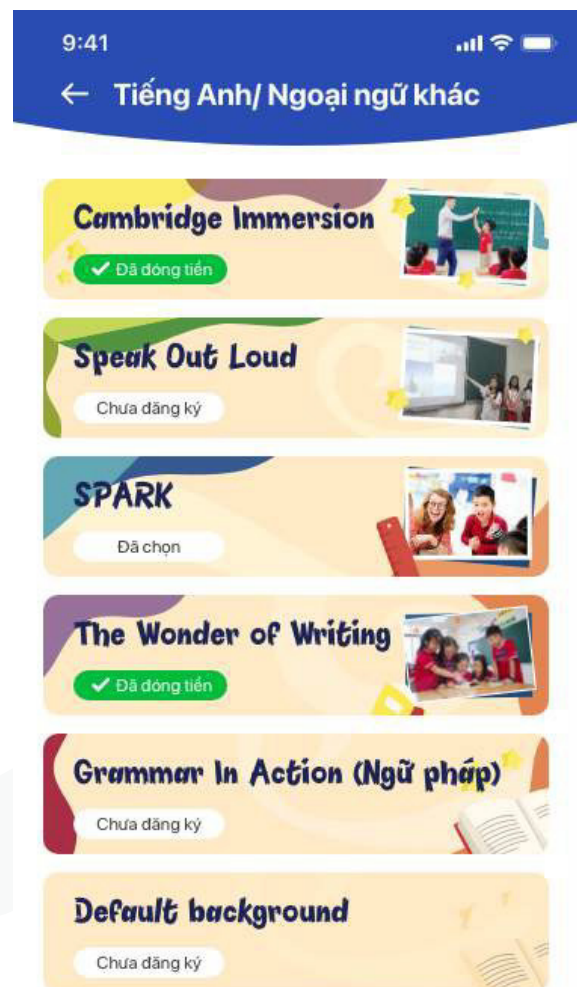 9:41
Tiếng Anh/ Ngoại ngữ khác
Cambridge Immersion
Đã đóng tiền
Speak Out Loud
Chưa đăng ký
SPARK
Đã chọn
The Wonder of Writing
Đã đóng tiền
Grammar In Action (Ngữ pháp)
Chưa đăng ký
Default background
Chưa đăng ký